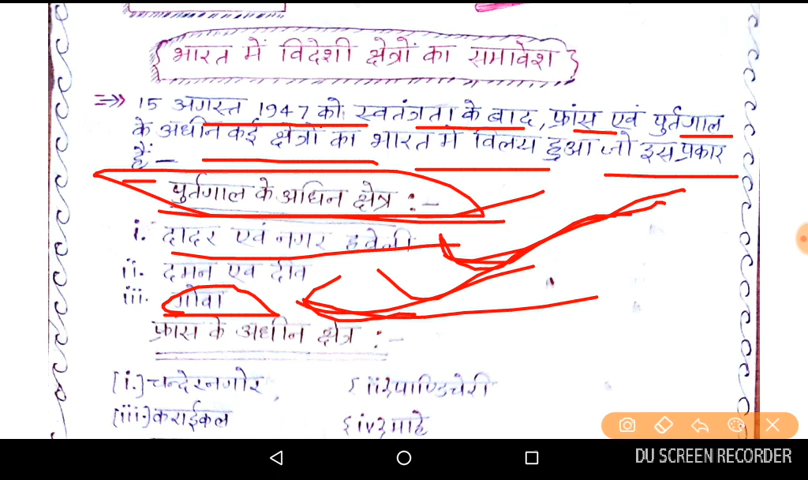 भारत में विदेशी क्षेत्रों का समावेश
⇒ 15 अगस्त 1947 को स्वतंत्रता के बाद, फ्रांस एवं पुर्तगाल
के अधीन कई क्षेत्रों का भारत में विलय हुआ जो इस प्रकार
हैं –
पुर्तगाल के अधिन क्षेत्र :-
i. दादर एवं नगर हवेली
ii. दमन एवं दीव
iii. गोवा
फ्रांस के अधीन क्षेत्र :-
[i.] चन्देरनगोर, {ii} पाण्डिचेरी
[iii.] कराईकल {iv} माहे
DU SCREEN RECORDER